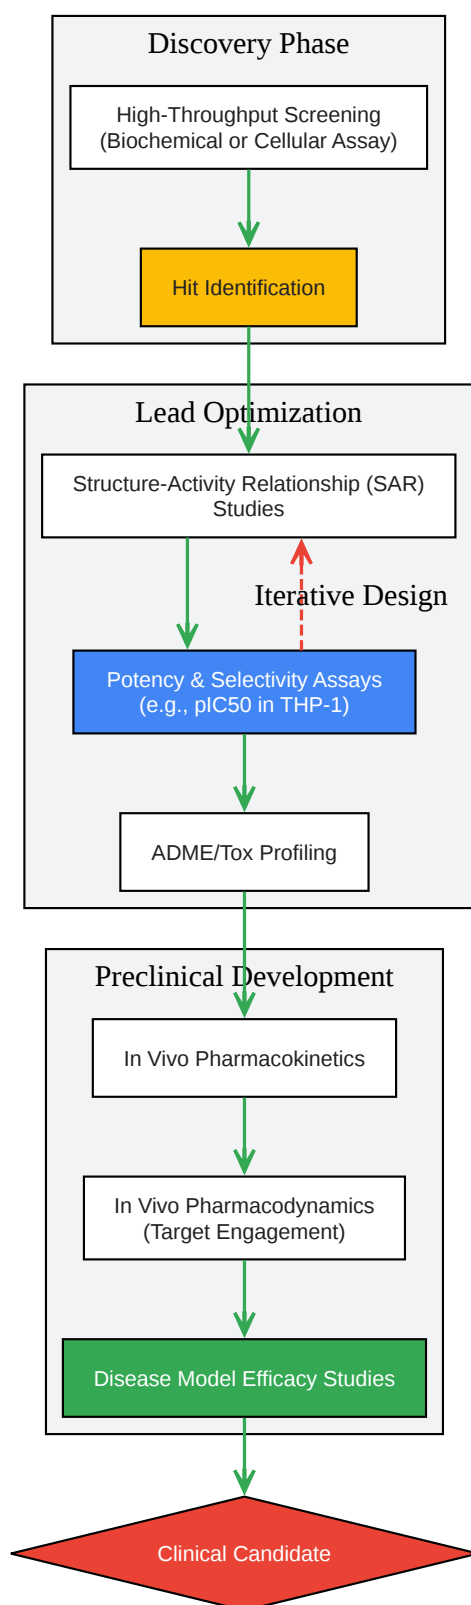 Discovery Phase
High-Throughput Screening
(Biochemical or Cellular Assay)
Hit Identification
Lead Optimization
Structure-Activity Relationship (SAR)
Studies
Iterative Design
Potency & Selectivity Assays
(e.g., pIC50 in THP-1)
ADME/Tox Profiling
Preclinical Development
In Vivo Pharmacokinetics
In Vivo Pharmacodynamics
(Target Engagement)
Disease Model Efficacy Studies
Clinical Candidate